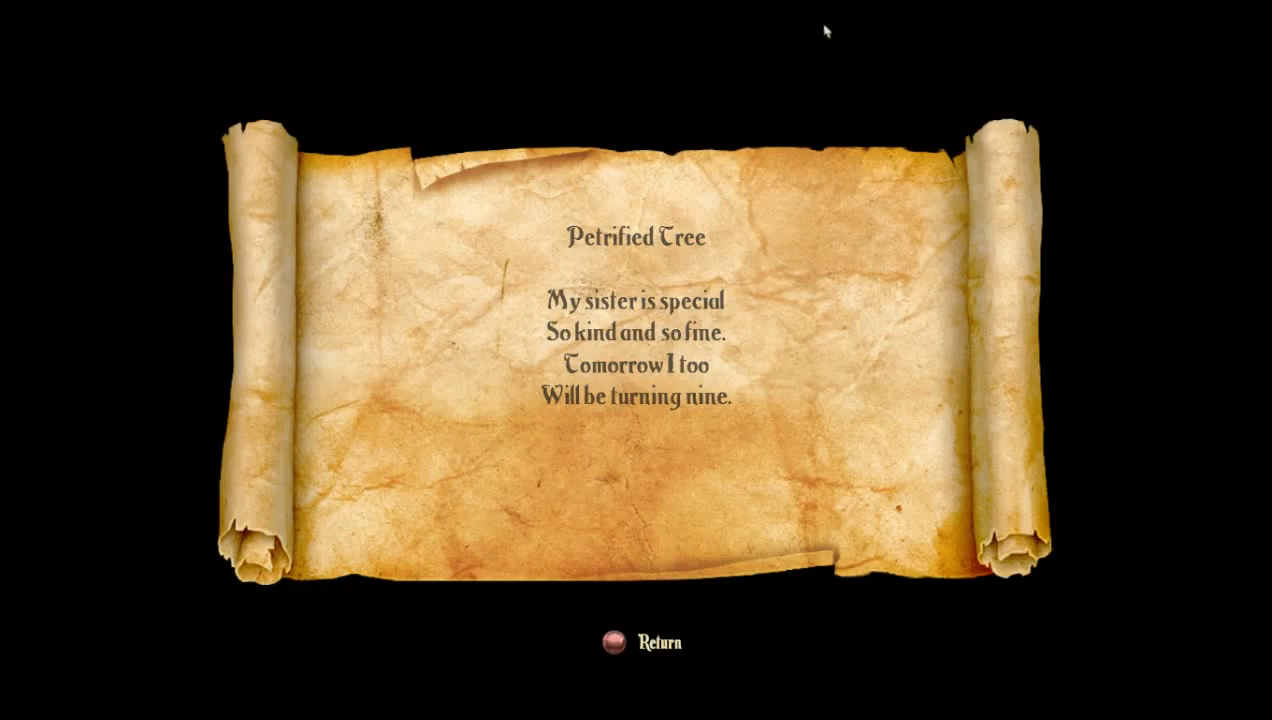 Petrified Tree
My sister is special
So kind and so fine.
Tomorrow I too
Will be turning nine.
Return